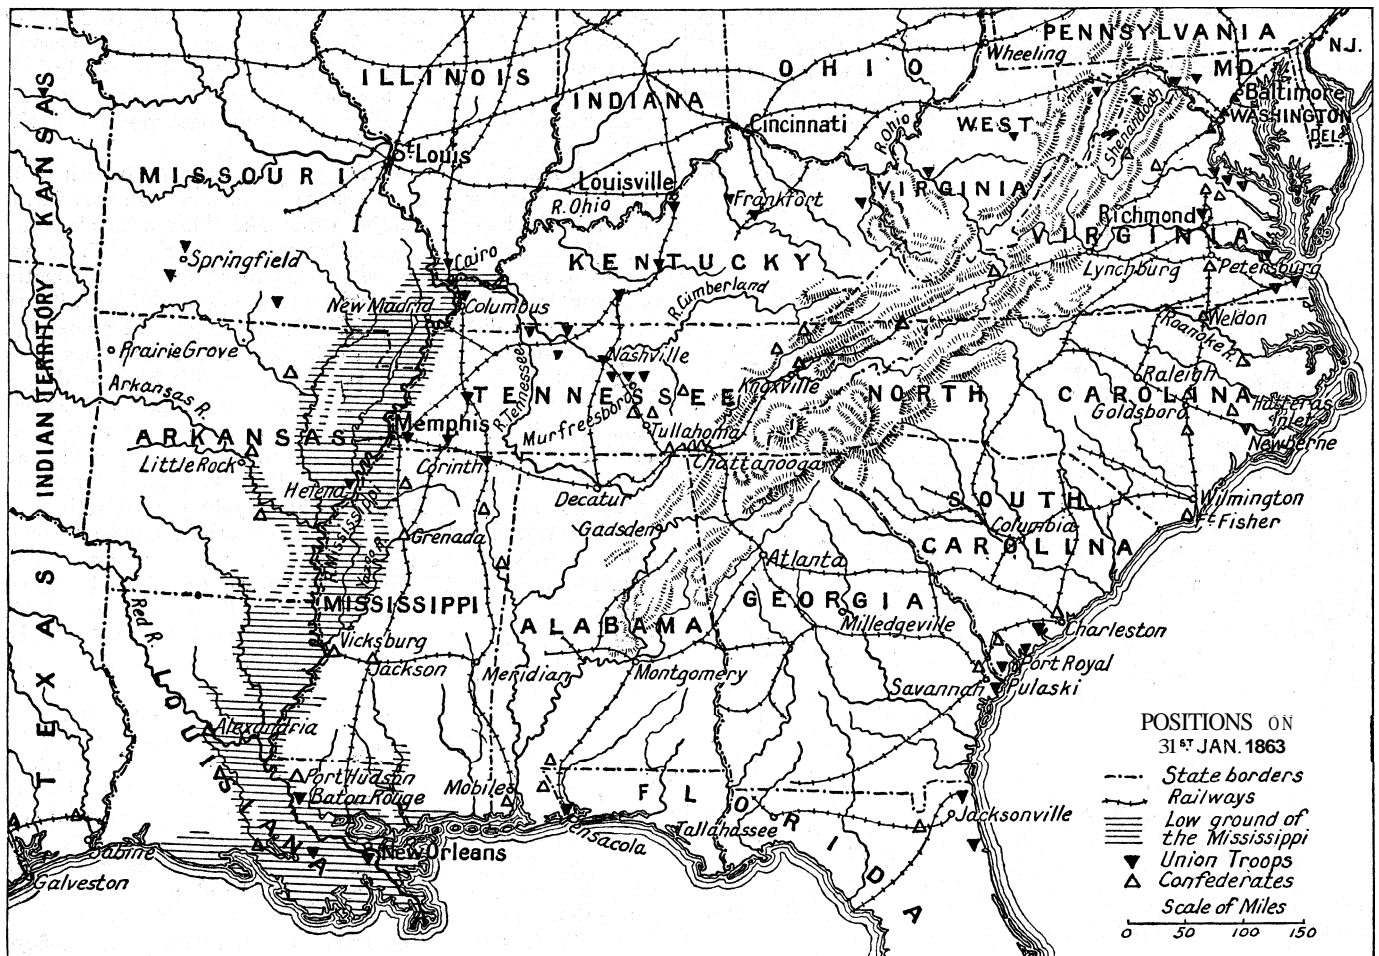 PENNSYLVANIA
N.J.
Wheeling
OHIO
MD.
ILLINOIS
INDIANA
KANSAS
Baltimore
WASHINGTON
DEL.
Cincinnati
WEST
VIRGINIA
R. Ohio
Shenandoah
St. Louis
MISSOURI
Louisville
R. Ohio
Frankfort
Richmond
VIRGINIA
Lynchburg
Petersburg
Springfield
Cairo
KENTUCKY
R. Cumberland
New Madrid
Columbus
Weldon
Roanoke R.
Prairie Grove
Nashville
Knoxville
Raleigh
Goldsboro
Hatteras
Inlet
Newberne
NORTH CAROLINA
TENNESSEE
R. Tennessee
Murfreesboro
Tullahoma
Chattanooga
Arkansas R.
ARKANSAS
Memphis
Little Rock
Corinth
INDIAN TERRITORY
Helena
R. Mississippi
Yazoo R.
Decatur
Gadsden
Grenada
SOUTH
CAROLINA
Columbia
Wilmington
Ft. Fisher
Atlanta
GEORGIA
Milledgeville
MISSISSIPPI
ALABAMA
Charleston
Vicksburg
Jackson
Meridian
Montgomery
Savannah
Port Royal
Pulaski
Red R.
TEXAS
LOUISIANA
Alexandria
Port Hudson
Baton Rouge
Mobile
FLORIDA
Pensacola
Tallahassee
Jacksonville
New Orleans
Sabine
Galveston
POSITIONS ON
31ST JAN. 1863
State borders
Railways
Low ground of
the Mississippi
Union Troops
Confederates
Scale of Miles
0 50 100 150